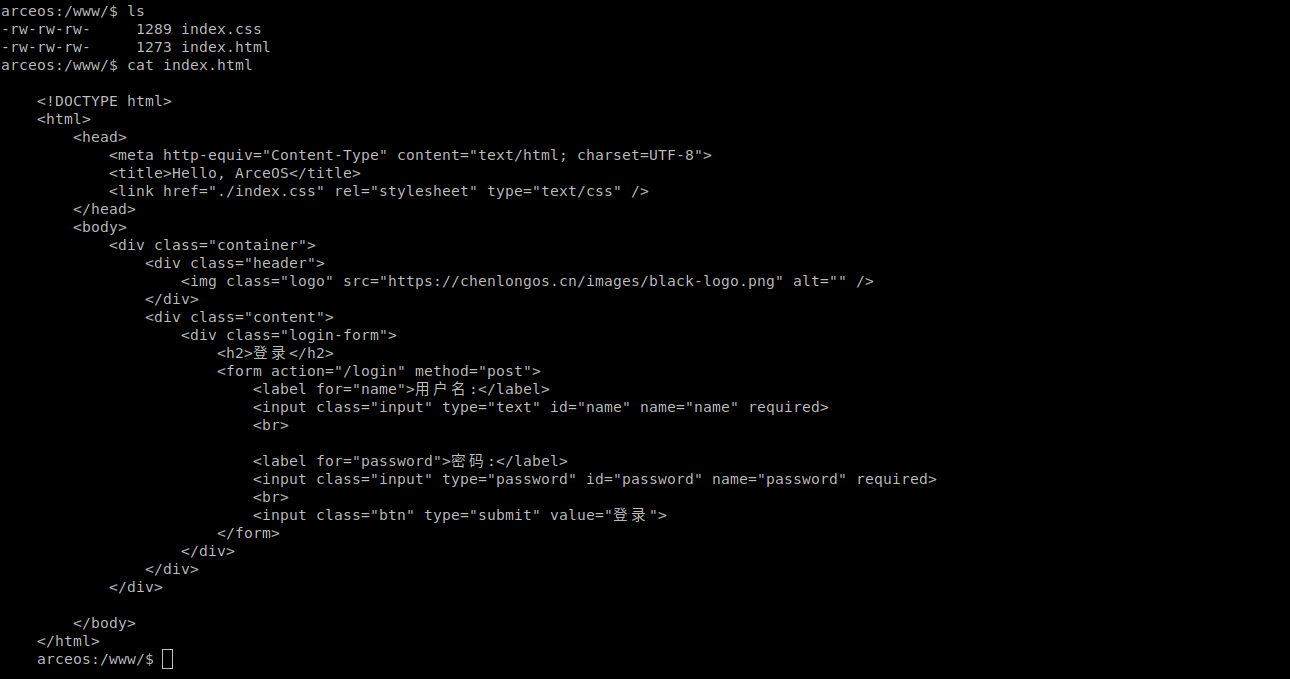 arceos:/www/$ ls
-rw-rw-rw-     1289 index.css
-rw-rw-rw-     1273 index.html
arceos:/www/$ cat index.html

    <!DOCTYPE html>
    <html>
        <head>
            <meta http-equiv="Content-Type" content="text/html; charset=UTF-8">
            <title>Hello, ArceOS</title>
            <link href="./index.css" rel="stylesheet" type="text/css" />
        </head>
        <body>
            <div class="container">
                <div class="header">
                    <img class="logo" src="https://chenlongos.cn/images/black-logo.png" alt="" />
                </div>
                <div class="content">
                    <div class="login-form">
                        <h2>登录</h2>
                        <form action="/login" method="post">
                            <label for="name">用户名:</label>
                            <input class="input" type="text" id="name" name="name" required>
                            <br>

                            <label for="password">密码:</label>
                            <input class="input" type="password" id="password" name="password" required>
                            <br>
                            <input class="btn" type="submit" value="登录">
                        </form>
                    </div>
                </div>
            </div>

        </body>
    </html>
    arceos:/www/$